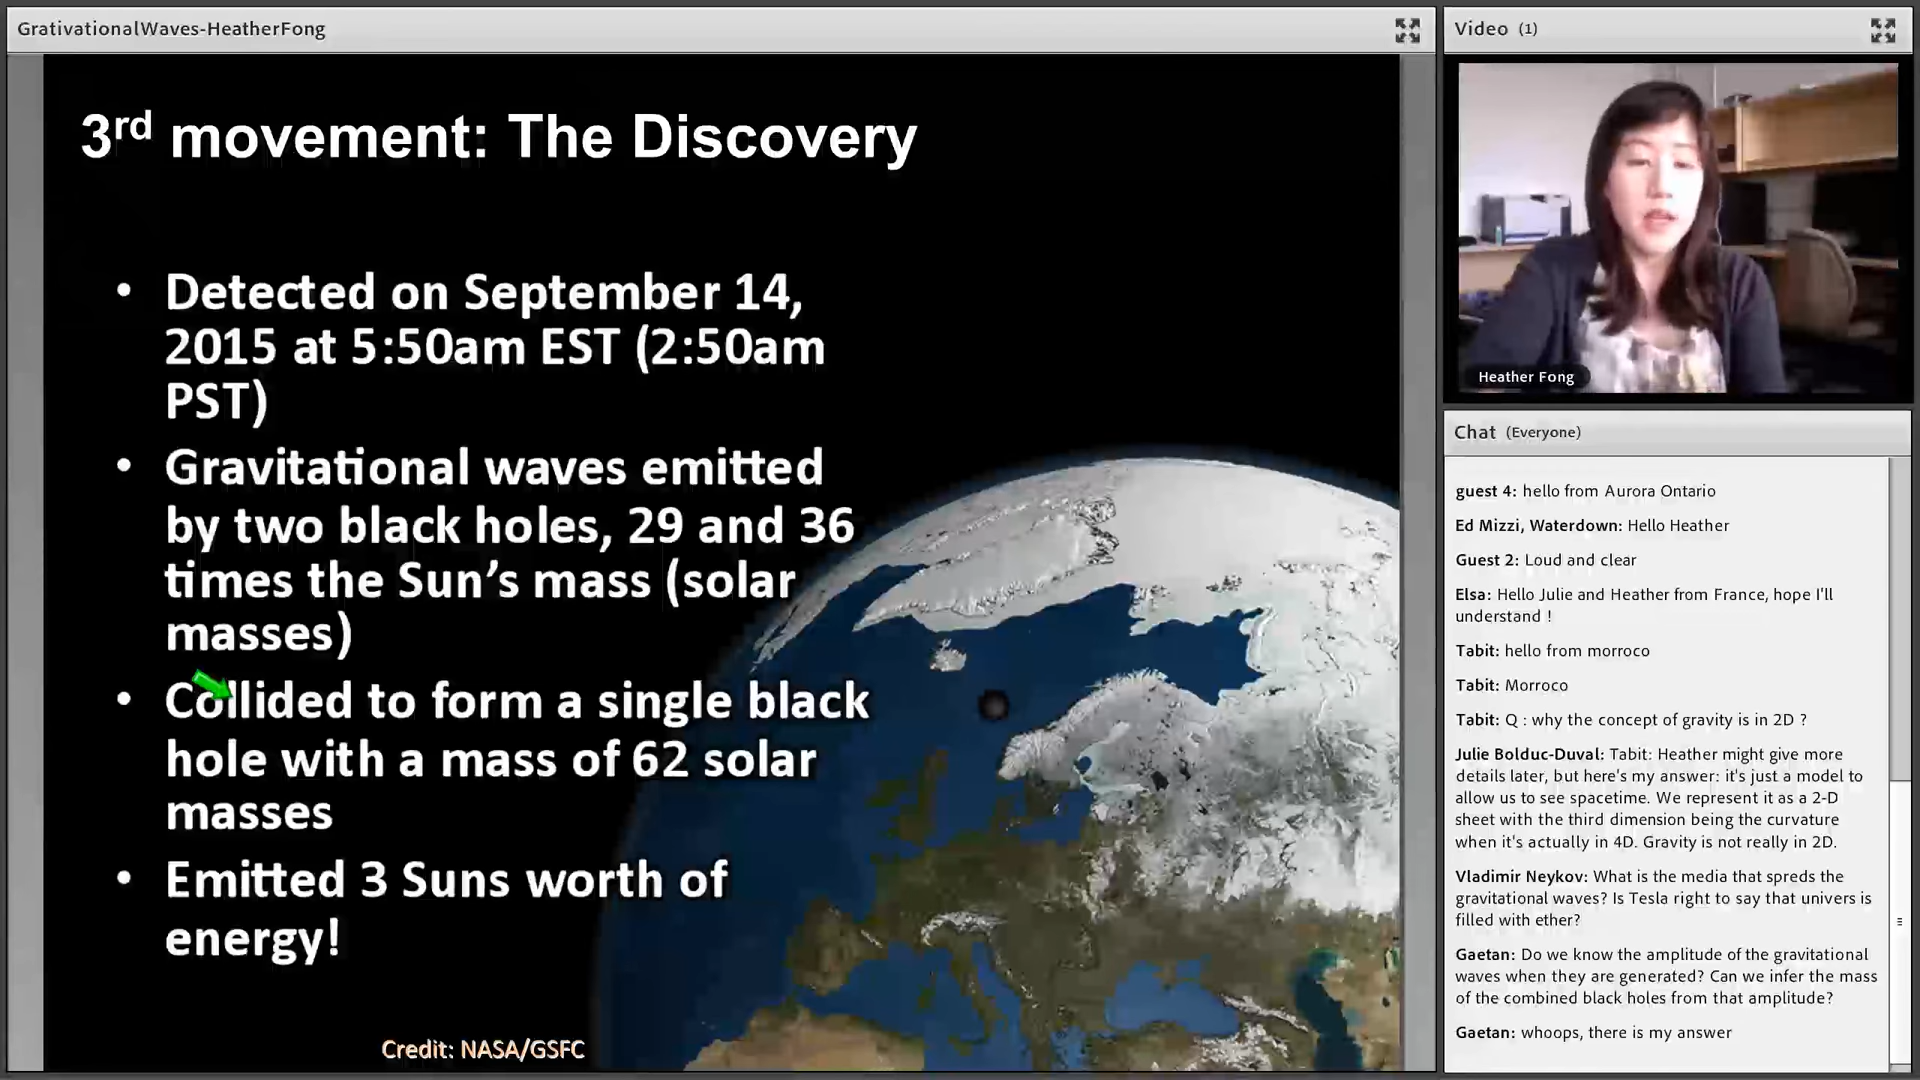 GrativationalWaves-HeatherFong
3rd movement: The Discovery
• Detected on September 14,
2015 at 5:50am EST (2:50am
PST)
• Gravitational waves emitted
by two black holes, 29 and 36
times the Sun’s mass (solar
masses)
• Collided to form a single black
hole with a mass of 62 solar
masses
• Emitted 3 Suns worth of
energy!
Credit: NASA/GSFC
Video (1)
Heather Fong
Chat (Everyone)
guest 4: hello from Aurora Ontario
Ed Mizzi, Waterdown: Hello Heather
Guest 2: Loud and clear
Elsa: Hello Julie and Heather from France, hope I'll
understand !
Tabit: hello from morroco
Tabit: Morroco
Tabit: Q : why the concept of gravity is in 2D ?
Julie Bolduc-Duval: Tabit: Heather might give more
details later, but here's my answer: it's just a model to
allow us to see spacetime. We represent it as a 2-D
sheet with the third dimension being the curvature
when it's actually in 4D. Gravity is not really in 2D.
Vladimir Neykov: What is the media that spreds the
gravitational waves? Is Tesla right to say that univers is
filled with ether?
Gaetan: Do we know the amplitude of the gravitational
waves when they are generated? Can we infer the mass
of the combined black holes from that amplitude?
Gaetan: whoops, there is my answer